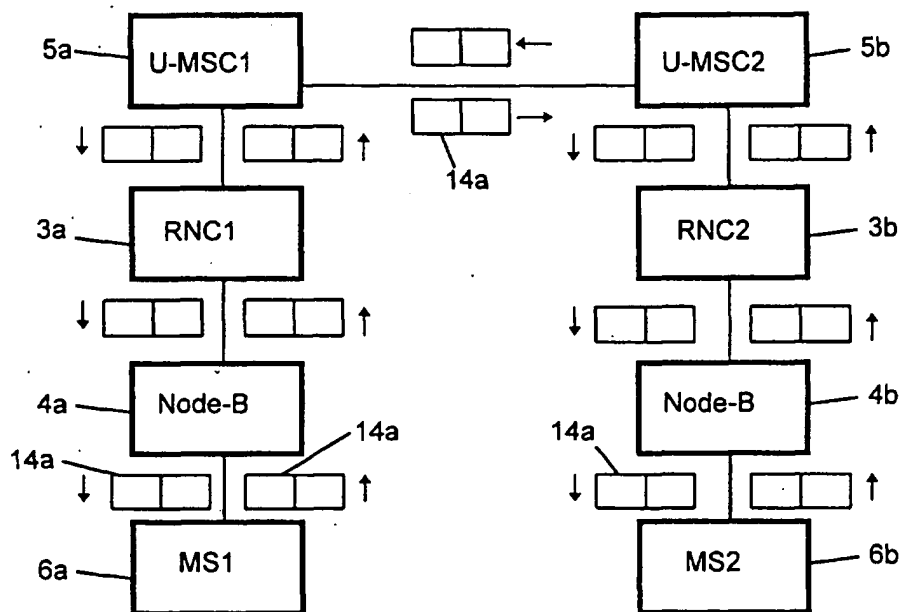 5a U-MSC1 U-MSC2 5b
14a
3a RNC1 RNC2 3b
4a Node-B Node-B 4b
14a 14a 14a
6a MS1 MS2 6b